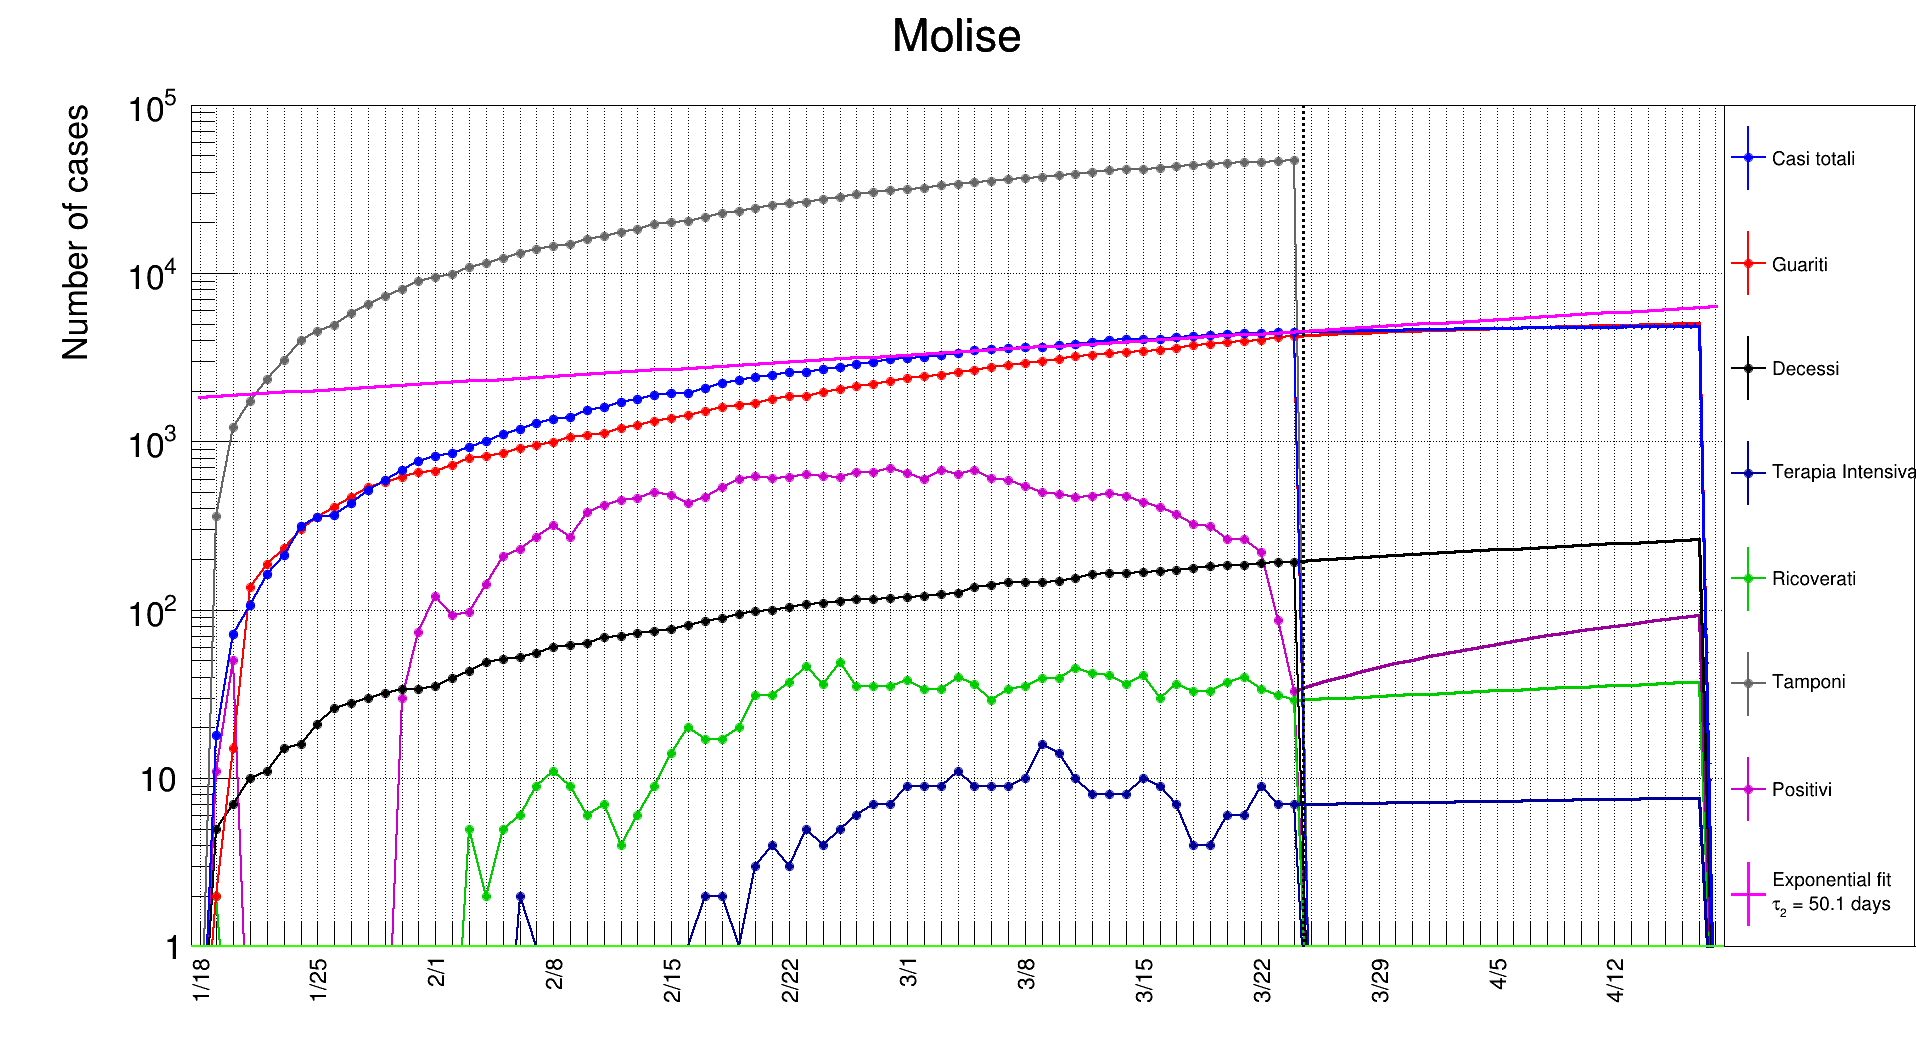 Molise
Number of cases
10⁵
10⁴
10³
10²
10
1
1/18
1/25
2/1
2/8
2/15
2/22
3/1
3/8
3/15
3/22
3/29
4/5
4/12
Casi totali
Guariti
Decessi
Terapia Intensiva
Ricoverati
Tamponi
Positivi
Exponential fit
τ₂ = 50.1 days